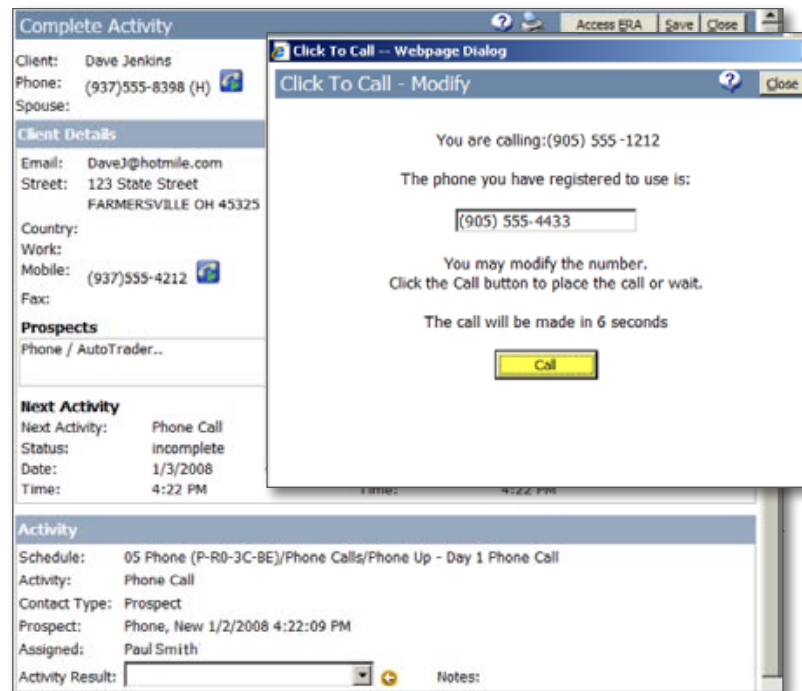 Complete Activity
Access ERA Save Close
Client: Dave Jenkins
Phone: (937)555-8398 (H)
Spouse:
Client Details
Email: DaveJ@hotmile.com
Street: 123 State Street
FARMERSVILLE OH 45325
Country:
Work:
Mobile: (937)555-4212
Fax:
Prospects
Phone / AutoTrader..
Next Activity
Next Activity: Phone Call
Status: incomplete
Date: 1/3/2008
Time: 4:22 PM Time: 4:22 PM
Click To Call -- Webpage Dialog
Click To Call - Modify
Close
You are calling:(905) 555-1212
The phone you have registered to use is:
(905) 555-4433
You may modify the number.
Click the Call button to place the call or wait.
The call will be made in 6 seconds
Call
Activity
Schedule: 05 Phone (P-R0-3C-BE)/Phone Calls/Phone Up - Day 1 Phone Call
Activity: Phone Call
Contact Type: Prospect
Prospect: Phone, New 1/2/2008 4:22:09 PM
Assigned: Paul Smith
Activity Result: Notes: